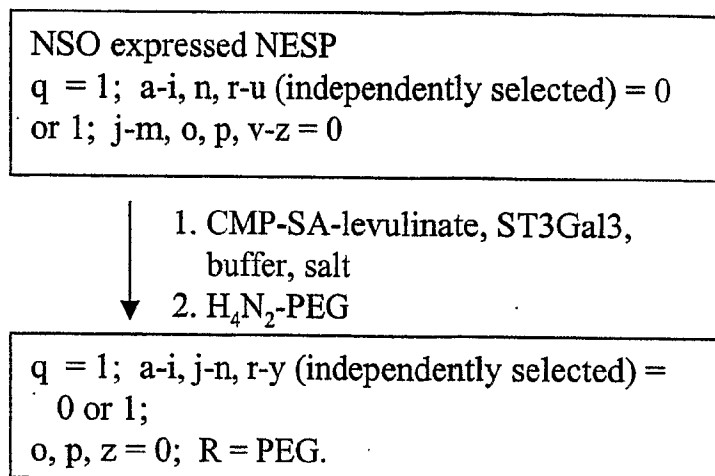 NSO expressed NESP
q = 1; a-i, n, r-u (independently selected) = 0
or 1; j-m, o, p, v-z = 0
1. CMP-SA-levulinate, ST3Gal3,
buffer, salt
2. H₄N₂-PEG
q = 1; a-i, j-n, r-y (independently selected) =
0 or 1;
o, p, z = 0; R = PEG.